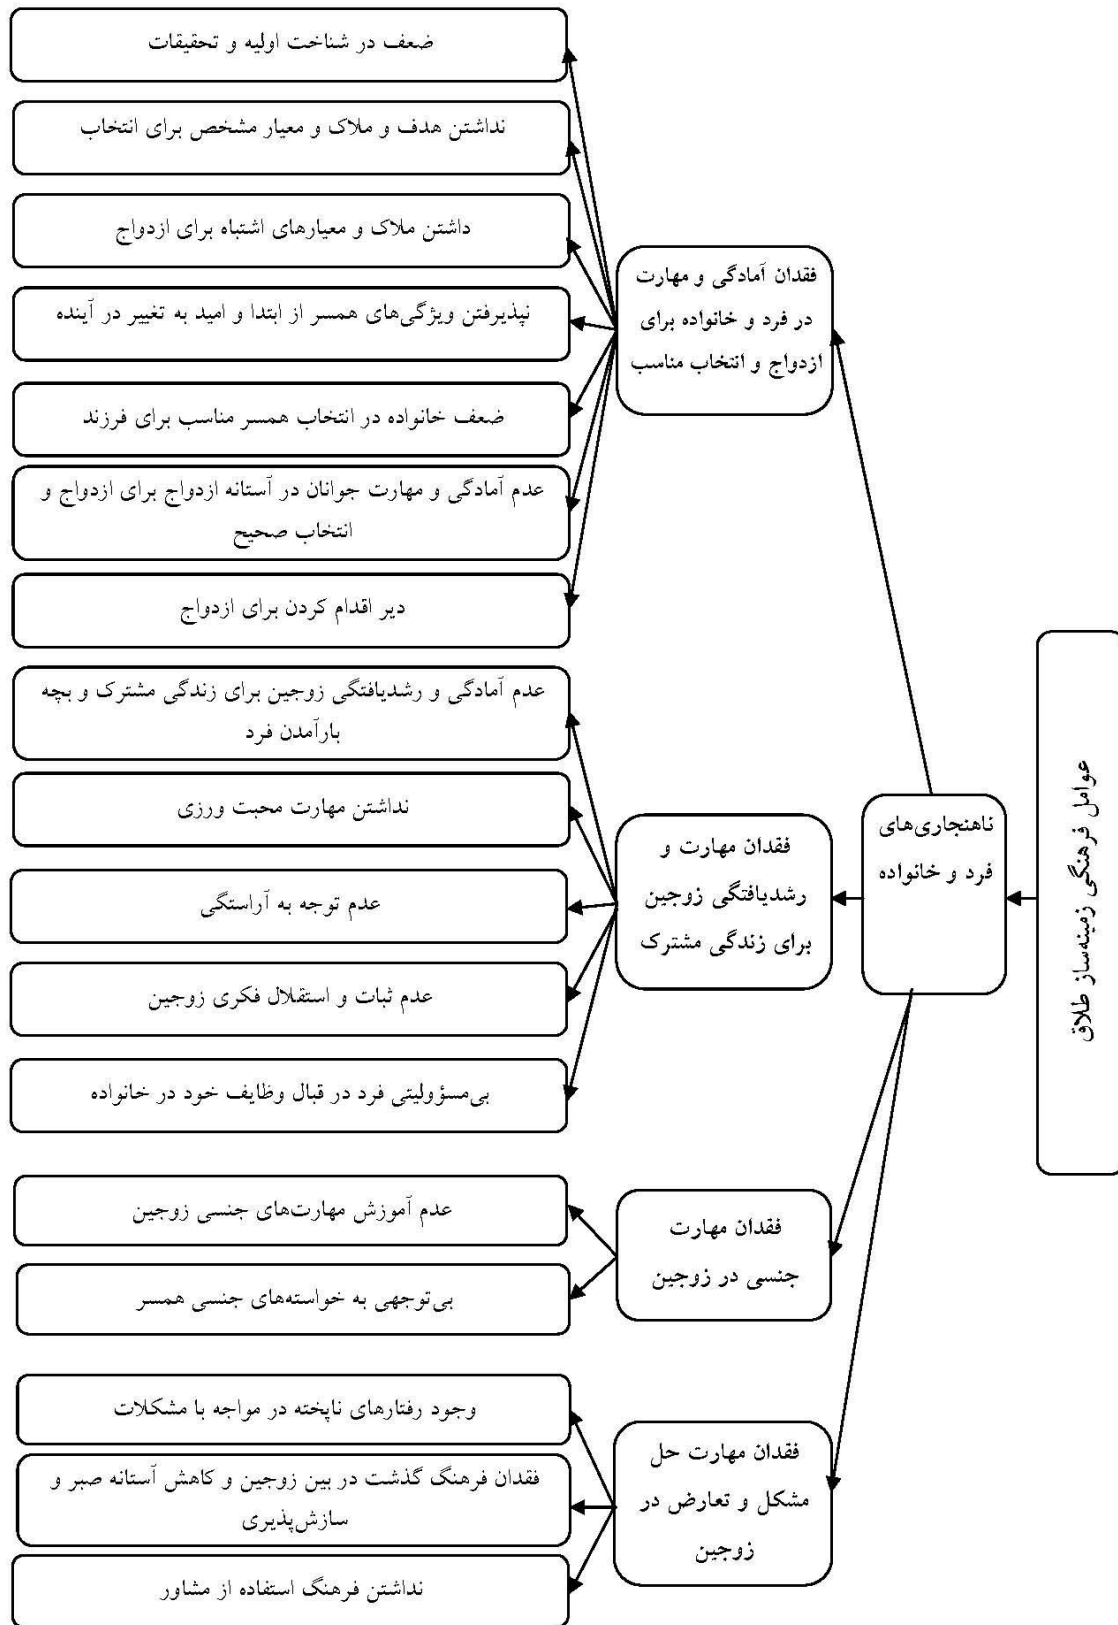 عوامل فرهنگی زمینه‌ساز طلاق
ناهنجاری‌های
فرد و خانواده
فقدان آمادگی و مهارت
در فرد و خانواده برای
ازدواج و انتخاب مناسب
ضعف در شناخت اولیه و تحقیقات
نداشتن هدف و ملاک و معیار مشخص برای انتخاب
داشتن ملاک و معیارهای اشتباه برای ازدواج
نپذیرفتن ویژگی‌های همسر از ابتدا و امید به تغییر در آینده
ضعف خانواده در انتخاب همسر مناسب برای فرزند
عدم آمادگی و مهارت جوانان در آستانه ازدواج برای ازدواج و
انتخاب صحیح
دیر اقدام کردن برای ازدواج
فقدان مهارت و
رشدیافتگی زوجین
برای زندگی مشترک
عدم آمادگی و رشدیافتگی زوجین برای زندگی مشترک و بچه
بارآمدن فرد
نداشتن مهارت محبت ورزی
عدم توجه به آراستگی
عدم ثبات و استقلال فکری زوجین
بی‌مسؤولیتی فرد در قبال وظایف خود در خانواده
فقدان مهارت
جنسی در زوجین
عدم آموزش مهارت‌های جنسی زوجین
بی‌توجهی به خواسته‌های جنسی همسر
فقدان مهارت حل
مشکل و تعارض در
زوجین
وجود رفتارهای ناپخته در مواجه با مشکلات
فقدان فرهنگ گذشت در بین زوجین و کاهش آستانه صبر و
سازش‌پذیری
نداشتن فرهنگ استفاده از مشاور